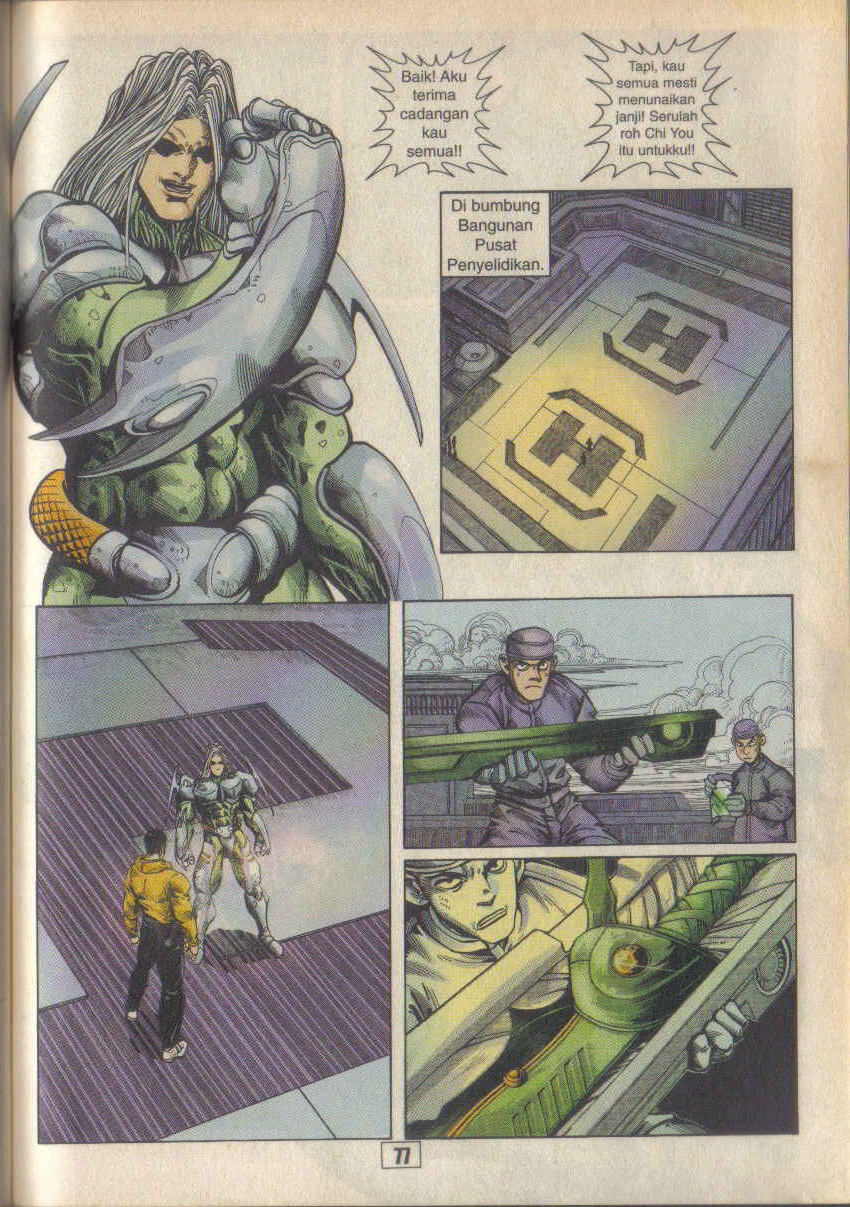 Baik! Aku
terima
cadangan
kau
semua!!
Tapi, kau
semua mesti
menunaikan
janji! Serulah
roh Chi You
itu untukku!!
Di bumbung
Bangunan
Pusat
Penyelidikan.
H
H
77